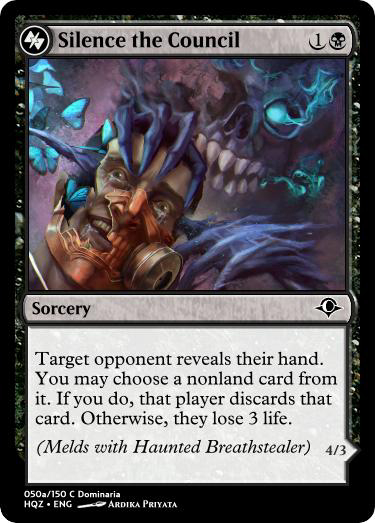 Silence the Council 1
Sorcery
Target opponent reveals their hand.
You may choose a nonland card from
it. If you do, that player discards that
card. Otherwise, they lose 3 life.
(Melds with Haunted Breathstealer)
4/3
050a/150 C Dominaria
HQZ • ENG Ardika Priyata